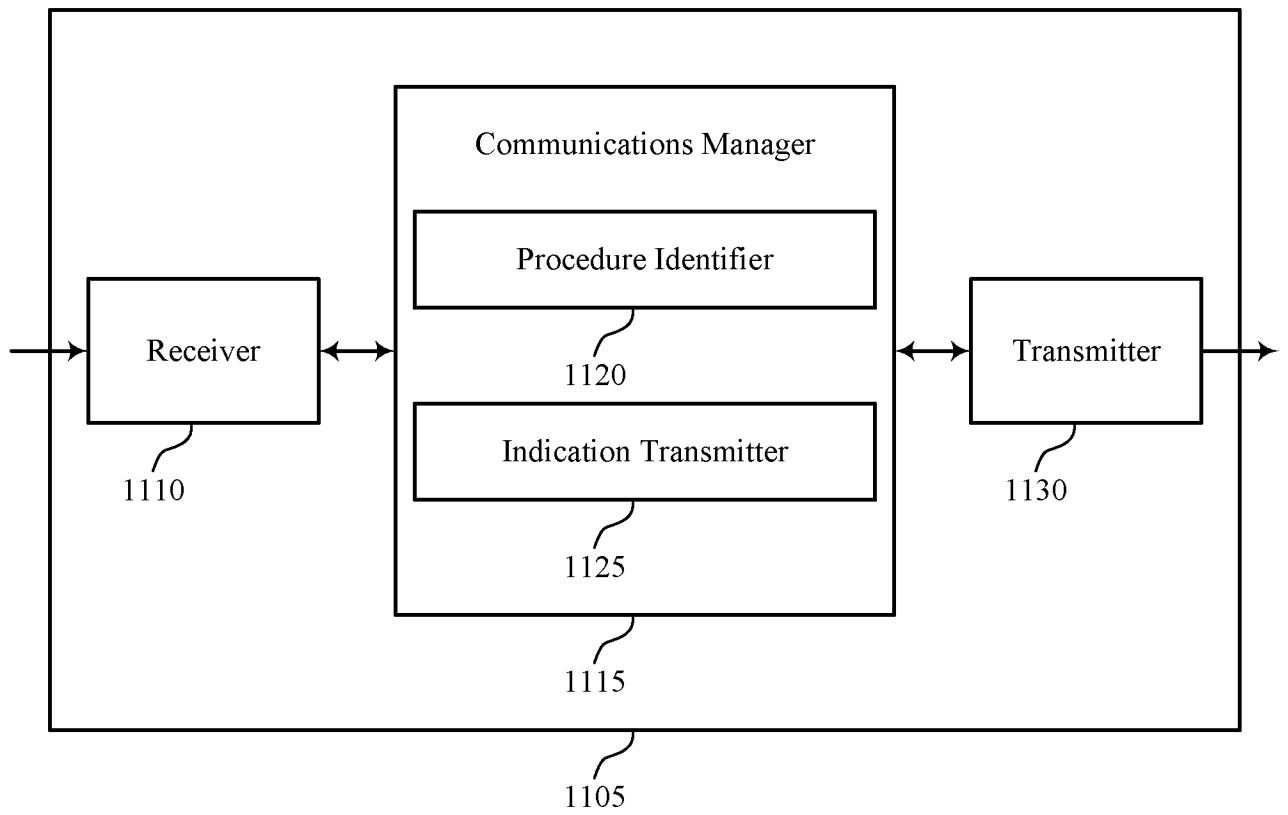 Communications Manager
Procedure Identifier
1120
Receiver
1110
Indication Transmitter
1125
Transmitter
1130
1115
1105